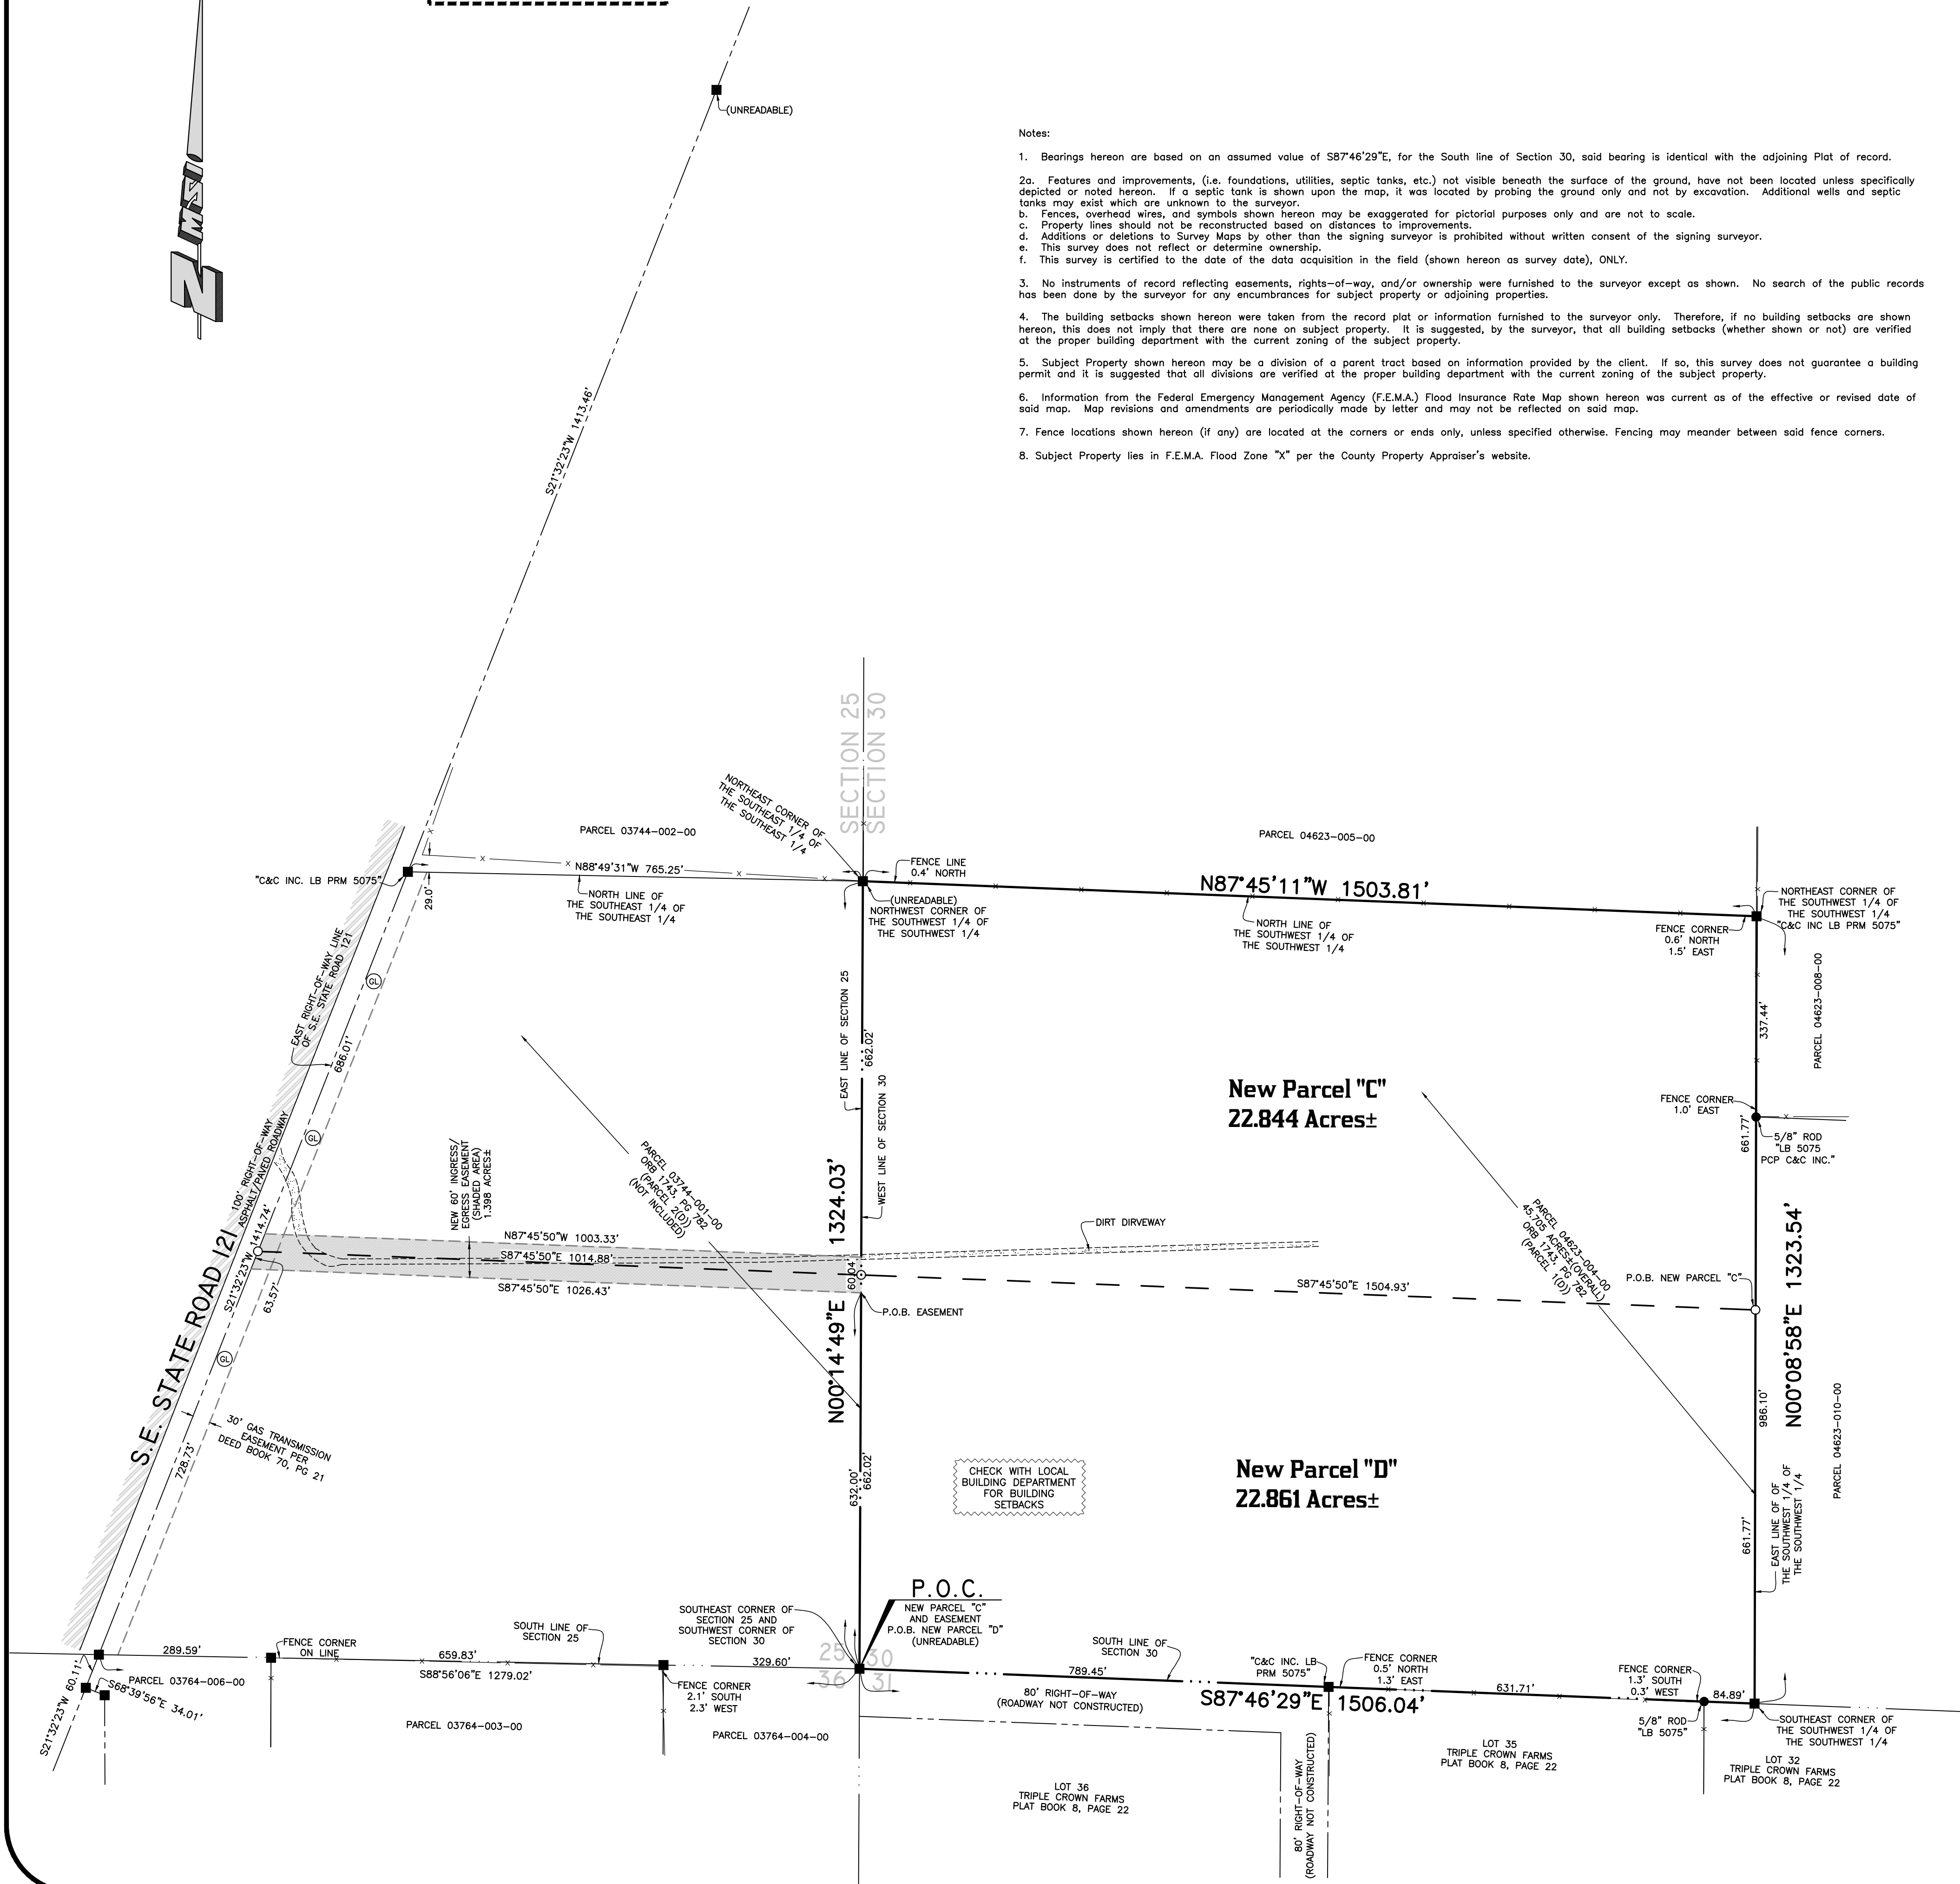 (UNREADABLE)
MSI
N
Notes:
1. Bearings hereon are based on an assumed value of S87°46'29"E, for the South line of Section 30, said bearing is identical with the adjoining Plat of record.
2a. Features and improvements, (i.e. foundations, utilities, septic tanks, etc.) not visible beneath the surface of the ground, have not been located unless specifically
depicted or noted hereon. If a septic tank is shown upon the map, it was located by probing the ground only and not by excavation. Additional wells and septic
tanks may exist which are unknown to the surveyor.
b. Fences, overhead wires, and symbols shown hereon may be exaggerated for pictorial purposes only and are not to scale.
c. Property lines should not be reconstructed based on distances to improvements.
d. Additions or deletions to Survey Maps by other than the signing surveyor is prohibited without written consent of the signing surveyor.
e. This survey does not reflect or determine ownership.
f. This survey is certified to the date of the data acquisition in the field (shown hereon as survey date), ONLY.
3. No instruments of record reflecting easements, rights-of-way, and/or ownership were furnished to the surveyor except as shown. No search of the public records
has been done by the surveyor for any encumbrances for subject property or adjoining properties.
4. The building setbacks shown hereon were taken from the record plat or information furnished to the surveyor only. Therefore, if no building setbacks are shown
hereon, this does not imply that there are none on subject property. It is suggested, by the surveyor, that all building setbacks (whether shown or not) are verified
at the proper building department with the current zoning of the subject property.
5. Subject Property shown hereon may be a division of a parent tract based on information provided by the client. If so, this survey does not guarantee a building
permit and it is suggested that all divisions are verified at the proper building department with the current zoning of the subject property.
6. Information from the Federal Emergency Management Agency (F.E.M.A.) Flood Insurance Rate Map shown hereon was current as of the effective or revised date of
said map. Map revisions and amendments are periodically made by letter and may not be reflected on said map.
7. Fence locations shown hereon (if any) are located at the corners or ends only, unless specified otherwise. Fencing may meander between said fence corners.
8. Subject Property lies in F.E.M.A. Flood Zone "X" per the County Property Appraiser's website.
S21°32'23"W 1413.46'
SECTION 25
SECTION 30
NORTHEAST CORNER OF
THE SOUTHEAST 1/4 OF
THE SOUTHEAST 1/4
PARCEL 03744-002-00
PARCEL 04623-005-00
N88°49'31"W 765.25'
"C&C INC. LB PRM 5075"
29.0'
NORTH LINE OF
THE SOUTHEAST 1/4 OF
THE SOUTHEAST 1/4
FENCE LINE
0.4' NORTH
(UNREADABLE)
NORTHWEST CORNER OF
THE SOUTHWEST 1/4 OF
THE SOUTHWEST 1/4
N87°45'11"W 1503.81'
NORTH LINE OF
THE SOUTHWEST 1/4 OF
THE SOUTHWEST 1/4
NORTHEAST CORNER OF
THE SOUTHWEST 1/4 OF
THE SOUTHWEST 1/4
"C&C INC LB PRM 5075"
FENCE CORNER
0.6' NORTH
1.5' EAST
EAST RIGHT-OF-WAY LINE
OF S.E. STATE ROAD 121
GL
686.01'
EAST LINE OF SECTION 25
662.02'
337.44'
PARCEL 04623-008-00
New Parcel "C"
22.844 Acres±
WEST LINE OF SECTION 30
FENCE CORNER
1.0' EAST
661.77'
5/8" ROD
"LB 5075
PCP C&C INC."
100' RIGHT-OF-WAY
ASPHALT/PAVED ROADWAY
GL
NEW 60' INGRESS/
EGRESS EASEMENT
(SHADED AREA)
1.398 ACRES±
PARCEL 03744-001-00
ORB 1743, PG 782
(PARCEL 2(D))
(NOT INCLUDED)
1324.03'
PARCEL 04623-004-00
45.705 ACRES±(OVERALL)
ORB 1743, PG 782
(PARCEL 1(D))
S21°32'23"W 1414.74'
N87°45'50"W 1003.33'
S87°45'50"E 1014.88'
S87°45'50"E 1026.43'
63.57'
DIRT DIRVEWAY
60.04'
S87°45'50"E 1504.93'
P.O.B. NEW PARCEL "C"
P.O.B. EASEMENT
N00°14'49"E
N00°08'58"E 1323.54'
S.E. STATE ROAD 121
GL
30' GAS TRANSMISSION
EASEMENT PER
DEED BOOK 70, PG 21
728.73'
986.10'
PARCEL 04623-010-00
632.00'
662.02'
CHECK WITH LOCAL
BUILDING DEPARTMENT
FOR BUILDING
SETBACKS
New Parcel "D"
22.861 Acres±
661.77'
EAST LINE OF OF
THE SOUTHWEST 1/4 OF
THE SOUTHWEST 1/4
P.O.C.
NEW PARCEL "C"
AND EASEMENT
P.O.B. NEW PARCEL "D"
(UNREADABLE)
SOUTHEAST CORNER OF
SECTION 25 AND
SOUTHWEST CORNER OF
SECTION 30
SOUTH LINE OF
SECTION 25
FENCE CORNER
ON LINE
289.59'
659.83'
S88°56'06"E 1279.02'
329.60'
25 30
36 31
SOUTH LINE OF
SECTION 30
789.45'
"C&C INC. LB
PRM 5075"
FENCE CORNER
0.5' NORTH
1.3' EAST
631.71'
FENCE CORNER
1.3' SOUTH
0.3' WEST
84.89'
S21°32'23"W 60.11'
PARCEL 03764-006-00
S68°39'56"E 34.01'
FENCE CORNER
2.1' SOUTH
2.3' WEST
80' RIGHT-OF-WAY
(ROADWAY NOT CONSTRUCTED)
S87°46'29"E 1506.04'
5/8" ROD
"LB 5075"
SOUTHEAST CORNER OF
THE SOUTHWEST 1/4 OF
THE SOUTHWEST 1/4
PARCEL 03764-003-00
PARCEL 03764-004-00
LOT 36
TRIPLE CROWN FARMS
PLAT BOOK 8, PAGE 22
80' RIGHT-OF-WAY
(ROADWAY NOT CONSTRUCTED)
LOT 35
TRIPLE CROWN FARMS
PLAT BOOK 8, PAGE 22
LOT 32
TRIPLE CROWN FARMS
PLAT BOOK 8, PAGE 22